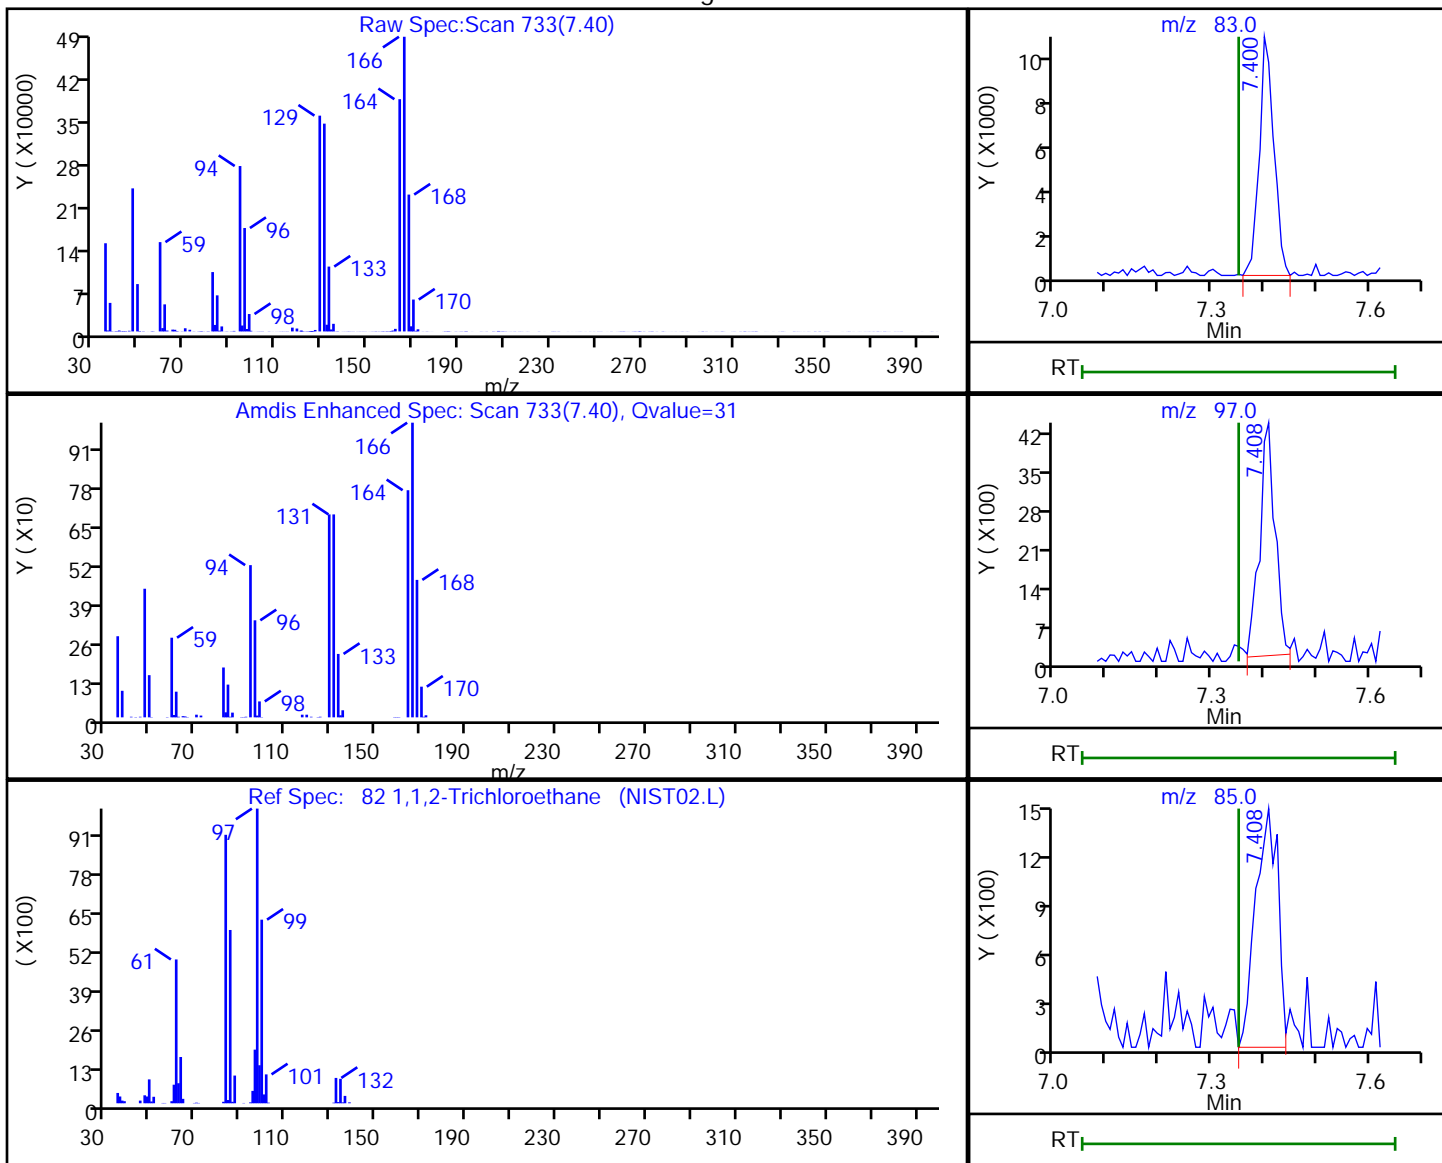 Raw Spec:Scan 733(7.40)
Y ( X10000)
49
42
35
28
21
14
7
0
166
164
129
94
168
96
59
133
98
170
30 70 110 150 190 230 270 310 350 390
m/z
m/z 83.0
Y ( X1000)
10
8
6
4
2
0
7.400
7.0 7.3 7.6
Min
RT
Amdis Enhanced Spec: Scan 733(7.40), Qvalue=31
Y ( X10)
91
78
65
52
39
26
13
0
166
164
131
94
168
96
59
133
98
170
30 70 110 150 190 230 270 310 350 390
m/z
m/z 97.0
Y ( X100)
42
35
28
21
14
7
0
7.408
7.0 7.3 7.6
Min
RT
Ref Spec: 82 1,1,2-Trichloroethane (NIST02.L)
( X100)
91
78
65
52
39
26
13
0
97
99
61
101
132
30 70 110 150 190 230 270 310 350 390
m/z 85.0
Y ( X100)
15
12
9
6
3
0
7.408
7.0 7.3 7.6
Min
RT